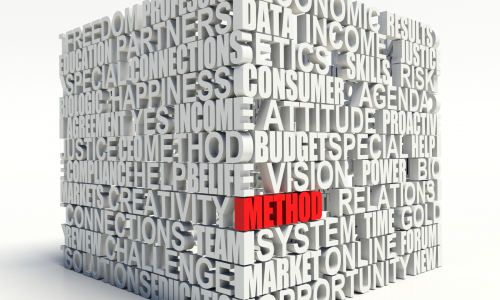 PROFESS
FREEDOM
EDUCATION PARTNERS
SPECIAL CONNECTIONS
HAPPINESS
AGREEMENT YES INCOME
JUSTICE GEO METHOD
COMPLIANCE HELP BELIEF
MARKETS CREATIVITY
CONNECTIONS
REVIEW CHALLENGE TEAM
SOLUTIONS EDUCATION
ECONOMIC RESULTS
DATA INCOME JUSTICE
ETICS SKILLS RISK
CONSUMER AGENDA
ATTITUDE PROACTIV
BUDGET SPECIAL HELP
VISION POWER BIG
METHOD RELATIONS
SYSTEM TIME GOLD
MARKET ONLINE FORUM
OPPORTUNITY NEW